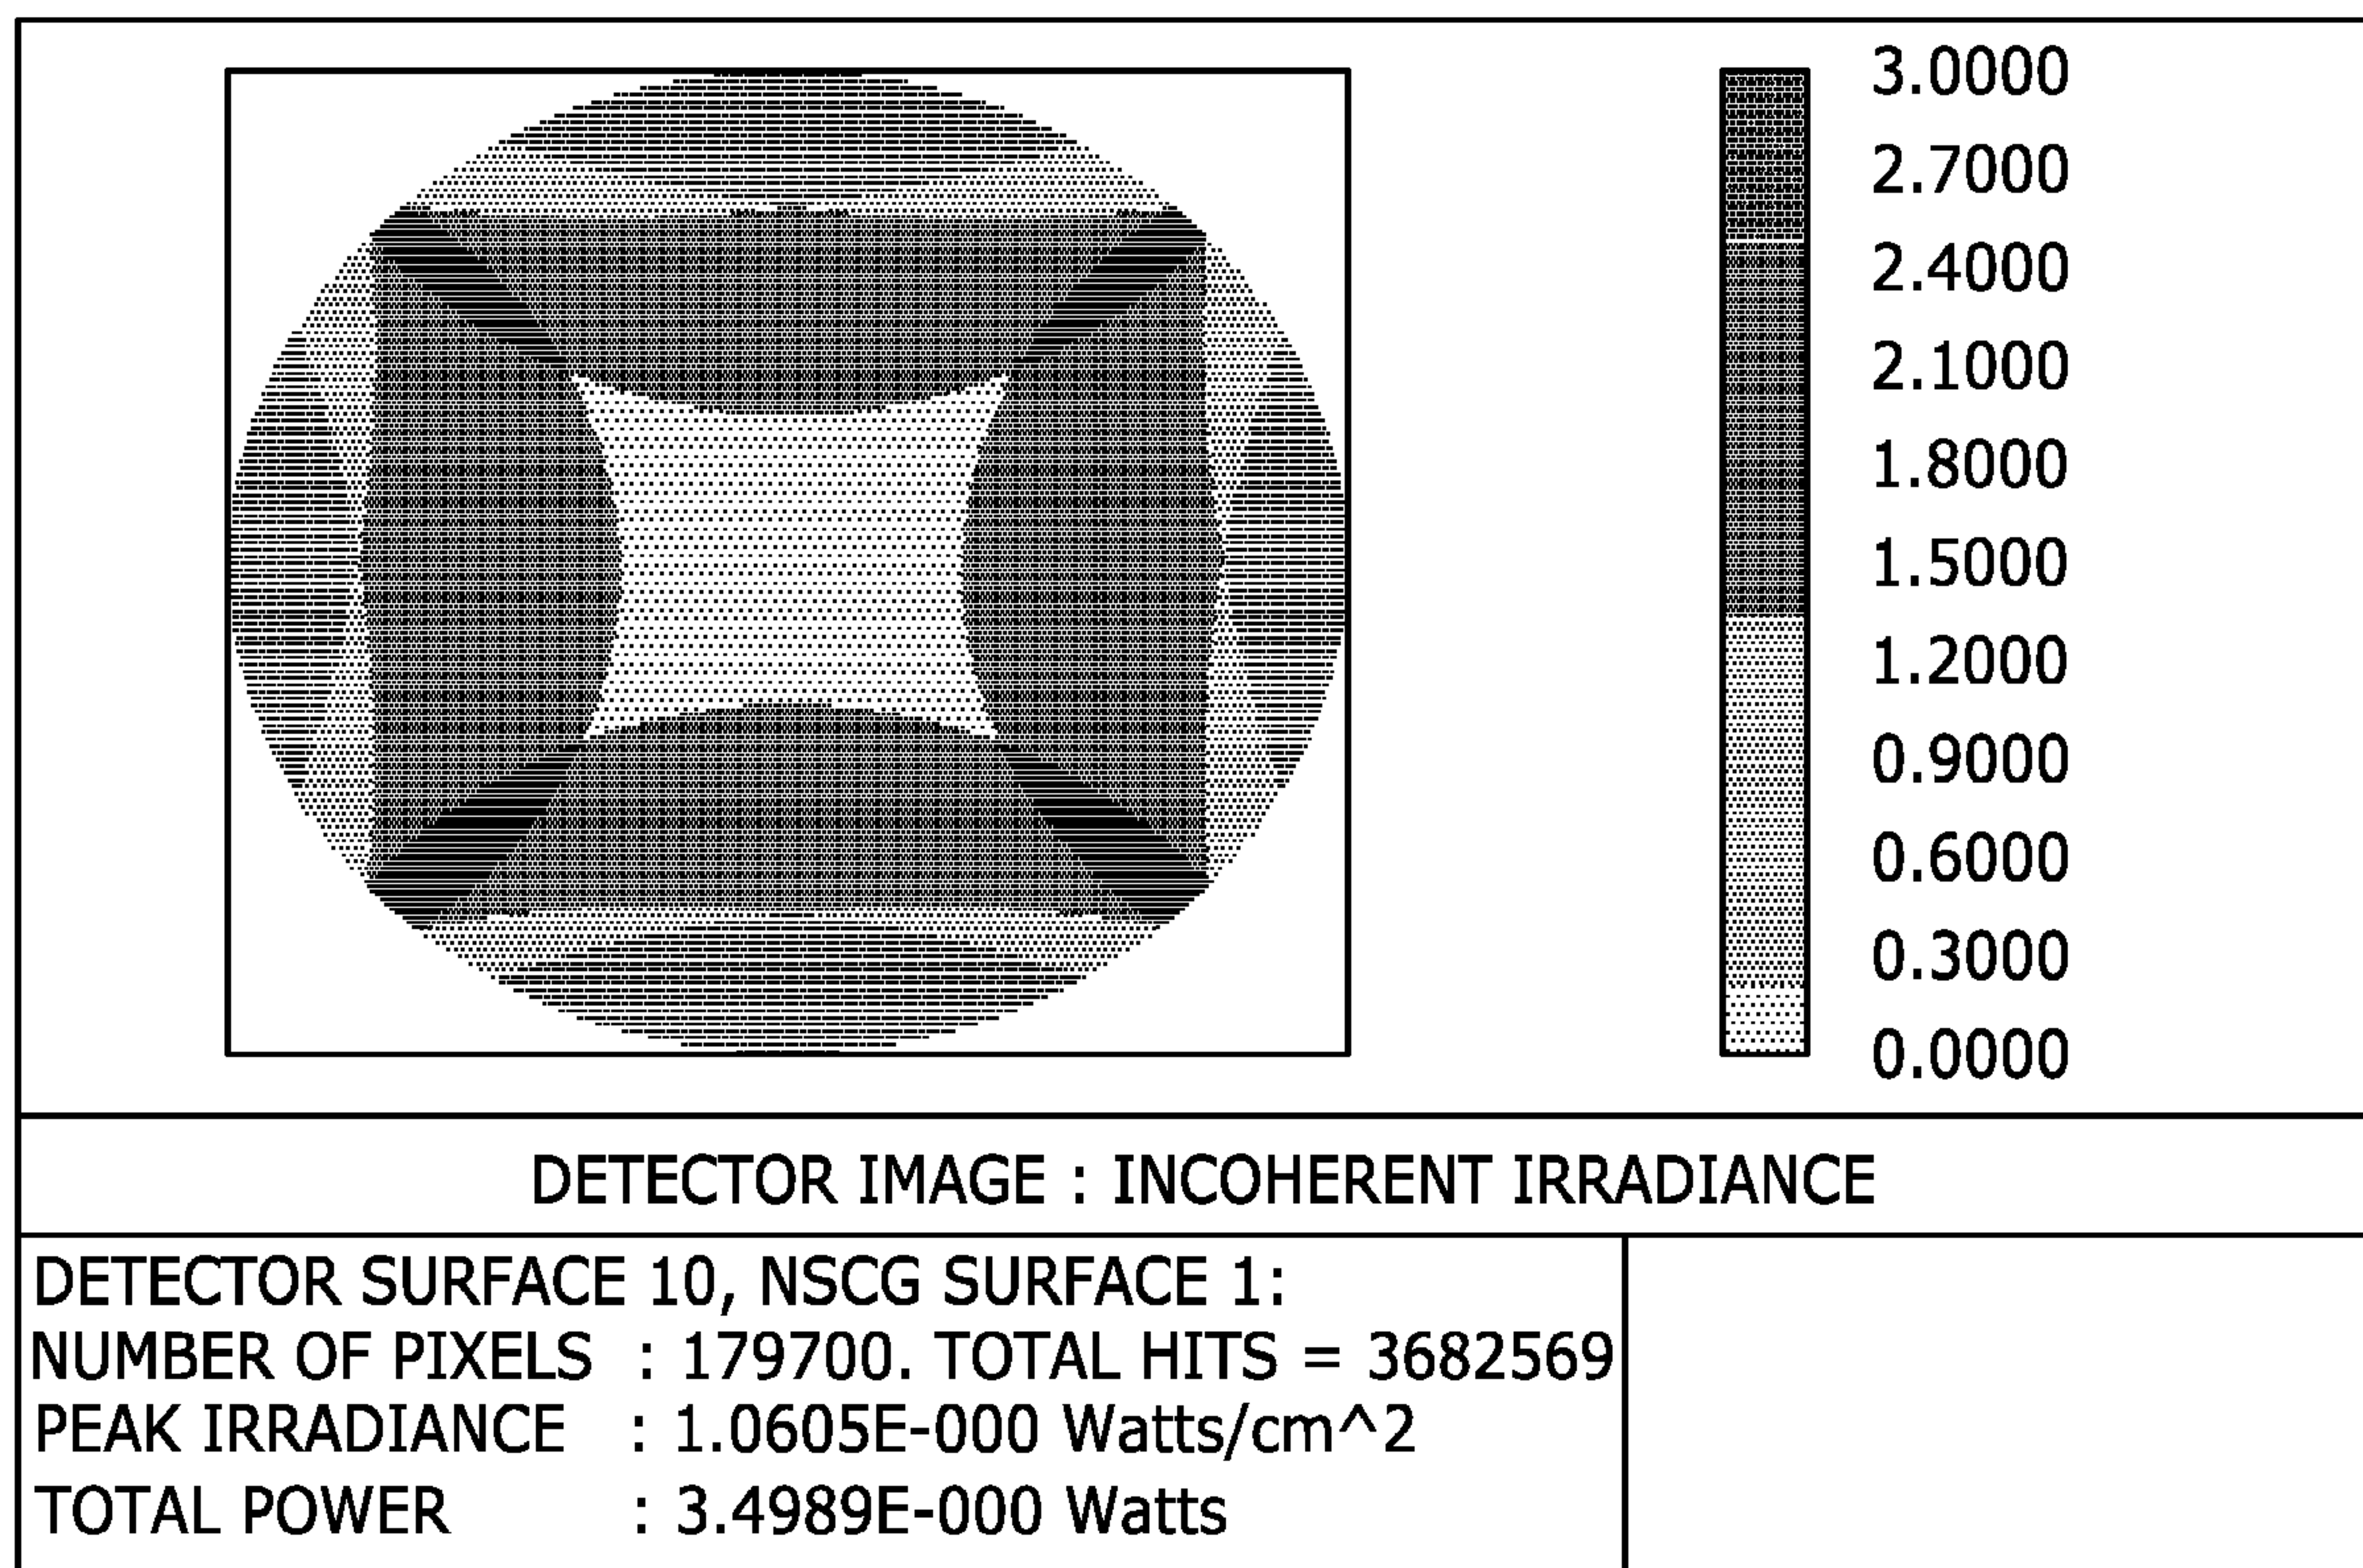 3.0000
2.7000
2.4000
2.1000
1.8000
1.5000
1.2000
0.9000
0.6000
0.3000
0.0000
DETECTOR IMAGE : INCOHERENT IRRADIANCE
DETECTOR SURFACE 10, NSCG SURFACE 1:
NUMBER OF PIXELS : 179700. TOTAL HITS = 3682569
PEAK IRRADIANCE : 1.0605E-000 Watts/cm^2
TOTAL POWER : 3.4989E-000 Watts